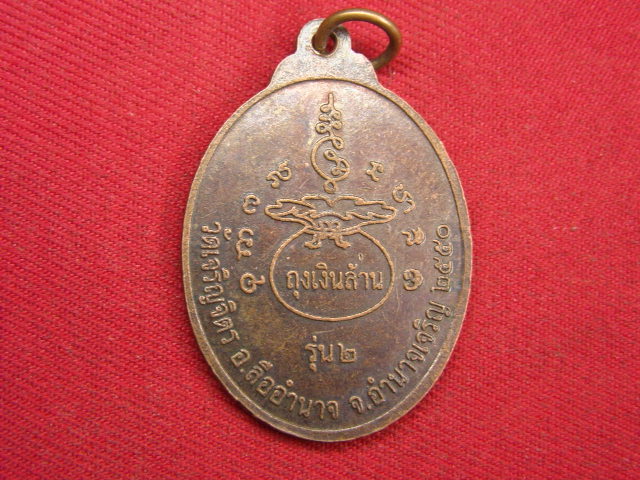 ถุงเงินล้าน
รุ่น ๒
วัดเจริญจิตร อ.ลืออำนาจ จ.อำนาจเจริญ ๒๕๕๐